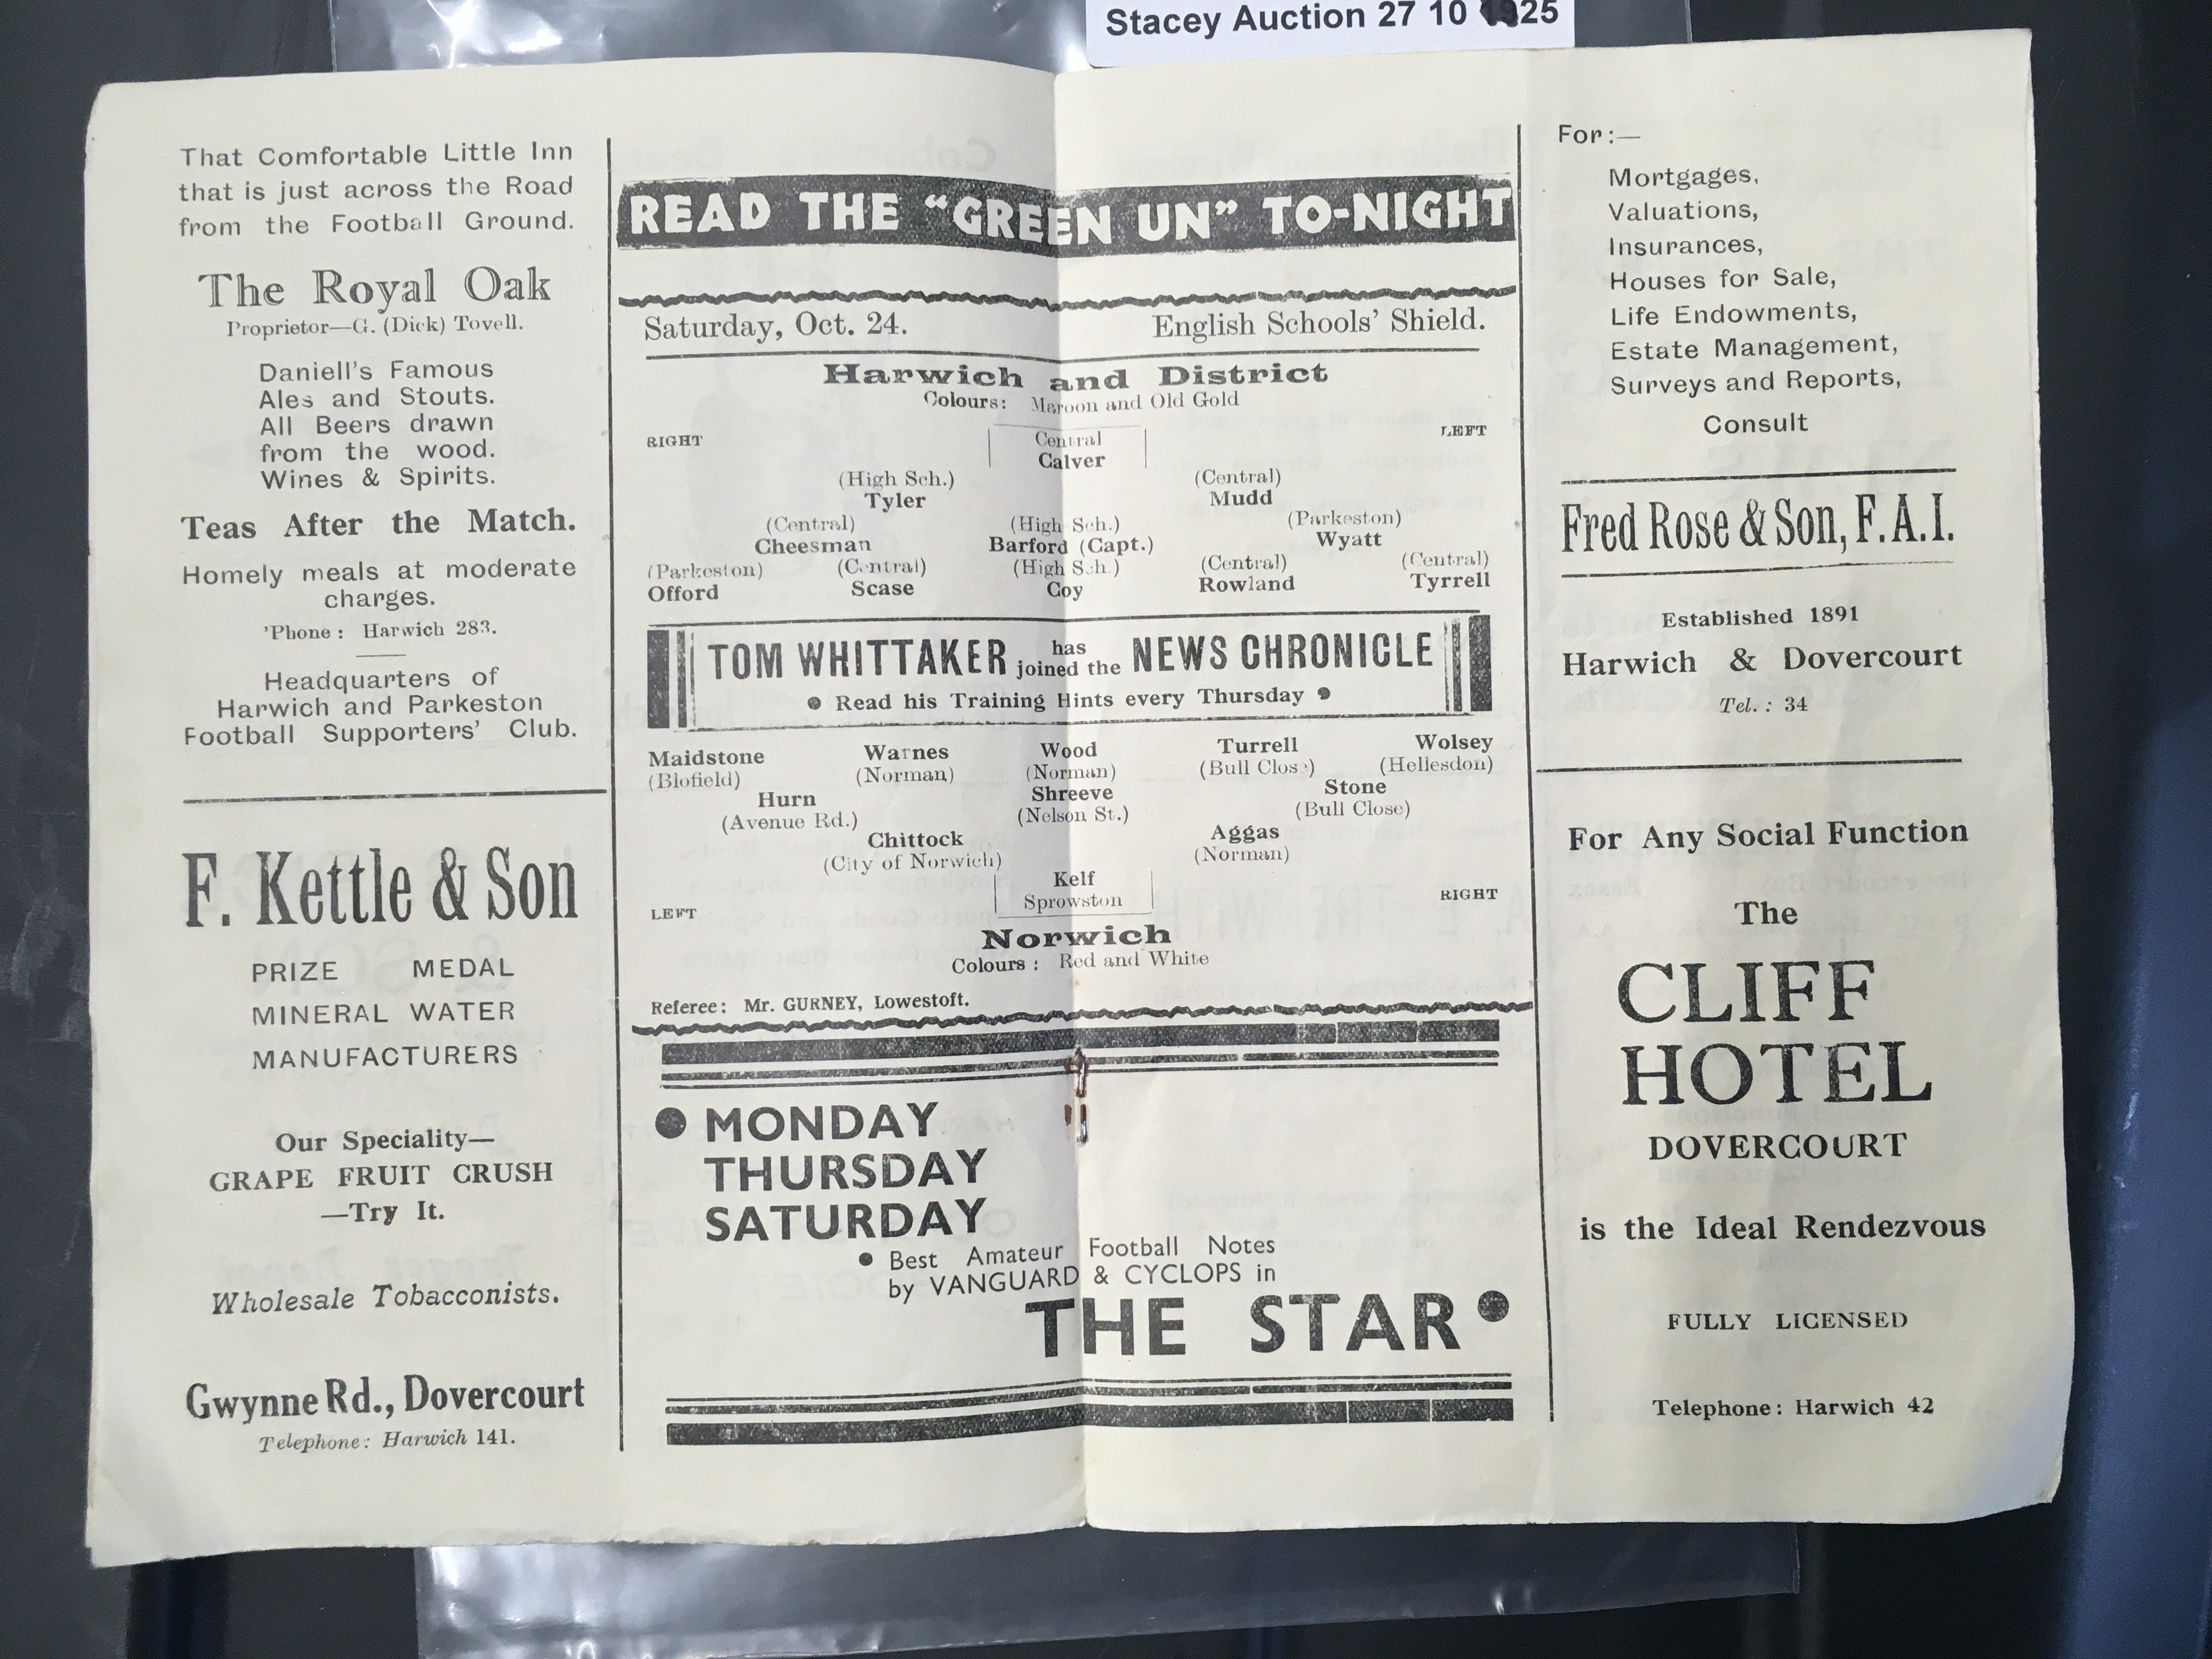 Stacey Auction 27 10 25
That Comfortable Little Inn
that is just across the Road
from the Football Ground.
The Royal Oak
Proprietor—G. (Dick) Tovell.
Daniell's Famous
Ales and Stouts.
All Beers drawn
from the wood.
Wines & Spirits.
Teas After the Match.
Homely meals at moderate
charges.
'Phone : Harwich 283.
Headquarters of
Harwich and Parkeston
Football Supporters' Club.
F. Kettle & Son
PRIZE MEDAL
MINERAL WATER
MANUFACTURERS
Our Speciality—
GRAPE FRUIT CRUSH
—Try It.
Wholesale Tobacconists.
Gwynne Rd., Dovercourt
Telephone: Harwich 141.
READ THE "GREEN UN" TO-NIGHT
Saturday, Oct. 24. English Schools' Shield.
Harwich and District
Colours: Maroon and Old Gold
RIGHT Central LEFT
Calver
(High Sch.) (Central)
Tyler Mudd
(Central) (High Sch.) (Parkeston)
Cheesman Barford (Capt.) Wyatt
(Parkeston) (Central) (High Sch.) (Central) (Central)
Offord Scase Coy Rowland Tyrrell
TOM WHITTAKER has joined the NEWS CHRONICLE
● Read his Training Hints every Thursday ●
Maidstone Warnes Wood Turrell Wolsey
(Blofield) (Norman) (Norman) (Bull Close) (Hellesdon)
Hurn Shreeve Stone
(Avenue Rd.) (Nelson St.) (Bull Close)
Chittock Aggas
(City of Norwich) (Norman)
Kelf
LEFT Sprowston RIGHT
Norwich
Colours : Red and White
Referee: Mr. GURNEY, Lowestoft.
● MONDAY
THURSDAY
SATURDAY
● Best Amateur Football Notes
by VANGUARD & CYCLOPS in
THE STAR ●
For :—
Mortgages,
Valuations,
Insurances,
Houses for Sale,
Life Endowments,
Estate Management,
Surveys and Reports,
Consult
Fred Rose & Son, F.A.I.
Established 1891
Harwich & Dovercourt
Tel. : 34
For Any Social Function
The
CLIFF
HOTEL
DOVERCOURT
is the Ideal Rendezvous
FULLY LICENSED
Telephone: Harwich 42